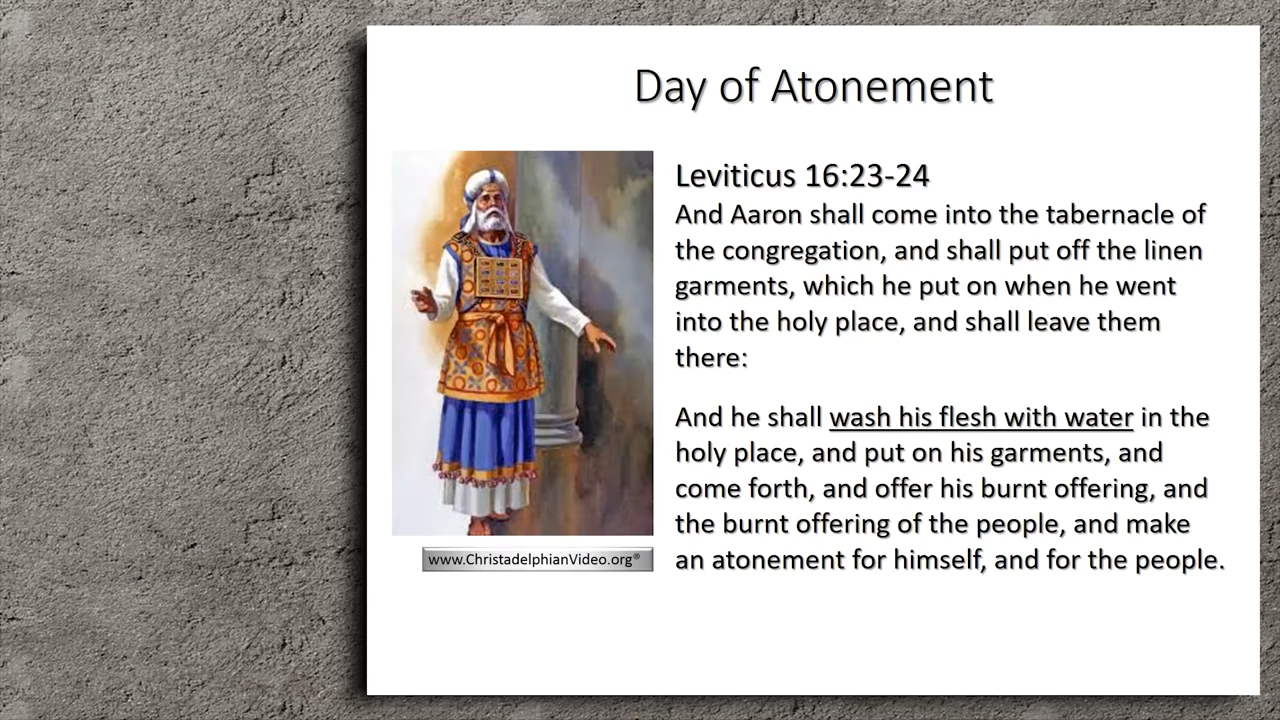 Day of Atonement
Leviticus 16:23-24
And Aaron shall come into the tabernacle of
the congregation, and shall put off the linen
garments, which he put on when he went
into the holy place, and shall leave them
there:
And he shall wash his flesh with water in the
holy place, and put on his garments, and
come forth, and offer his burnt offering, and
the burnt offering of the people, and make
an atonement for himself, and for the people.
www.ChristadelphianVideo.org®